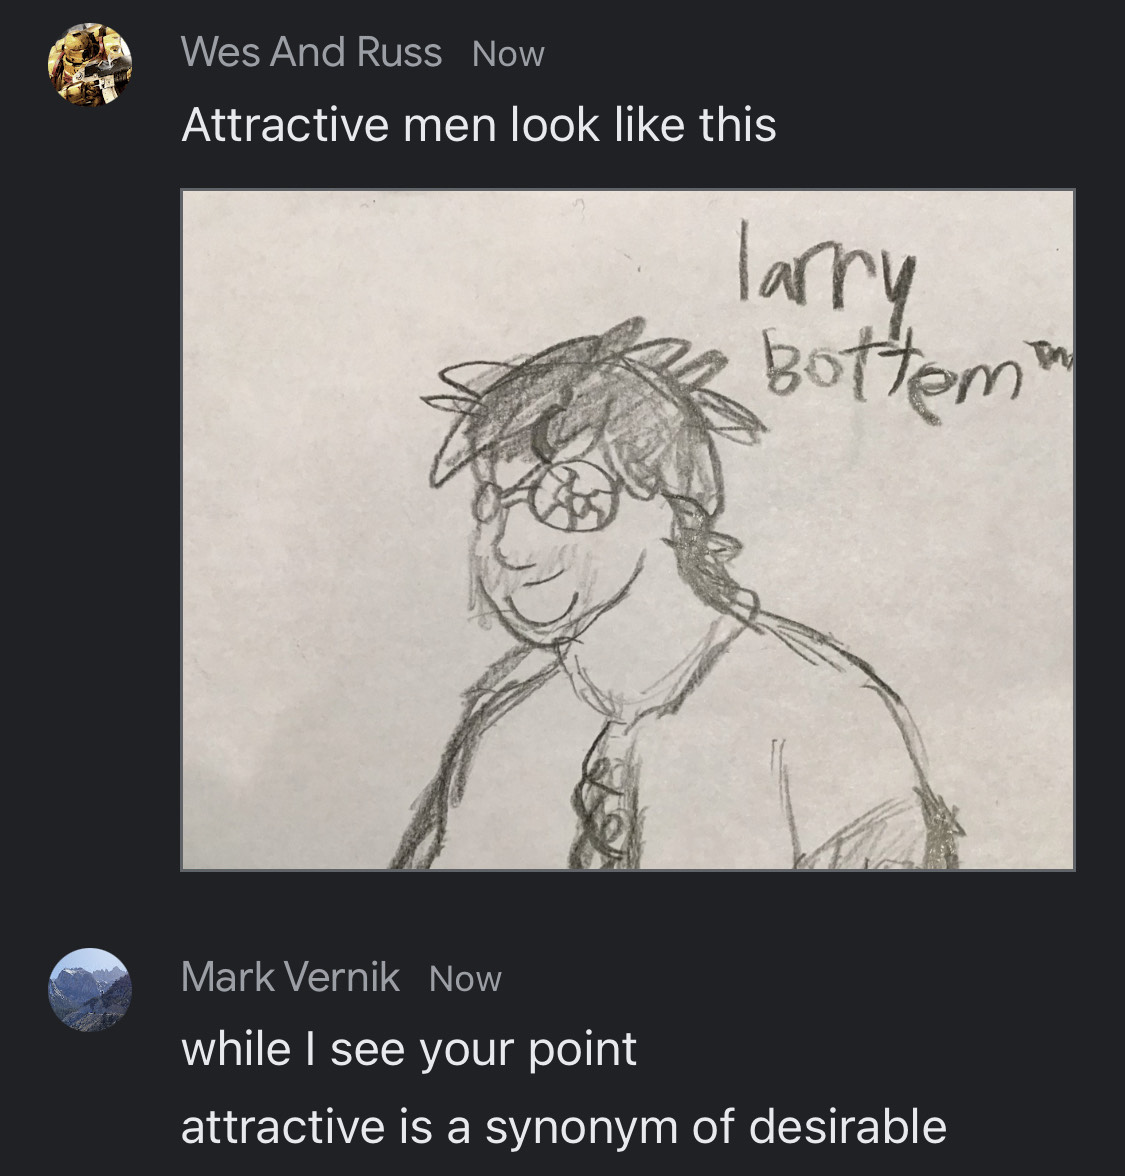 Wes And Russ Now
Attractive men look like this
larry
Bottem™
Mark Vernik Now
while I see your point
attractive is a synonym of desirable